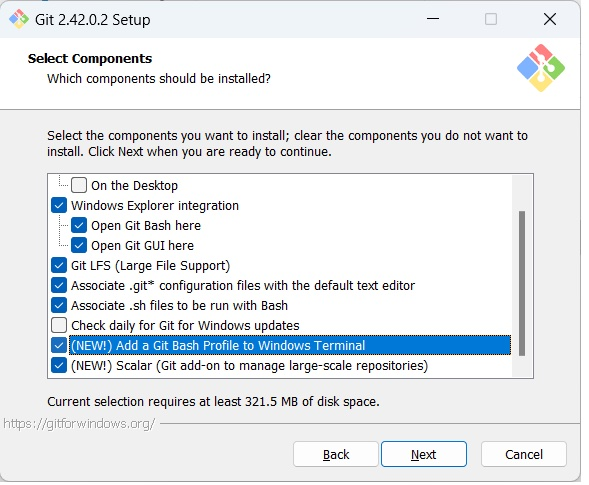 Git 2.42.0.2 Setup
Select Components
Which components should be installed?
Select the components you want to install; clear the components you do not want to
install. Click Next when you are ready to continue.
On the Desktop
Windows Explorer integration
Open Git Bash here
Open Git GUI here
Git LFS (Large File Support)
Associate .git* configuration files with the default text editor
Associate .sh files to be run with Bash
Check daily for Git for Windows updates
(NEW!) Add a Git Bash Profile to Windows Terminal
(NEW!) Scalar (Git add-on to manage large-scale repositories)
Current selection requires at least 321.5 MB of disk space.
https://gitforwindows.org/
Back Next Cancel